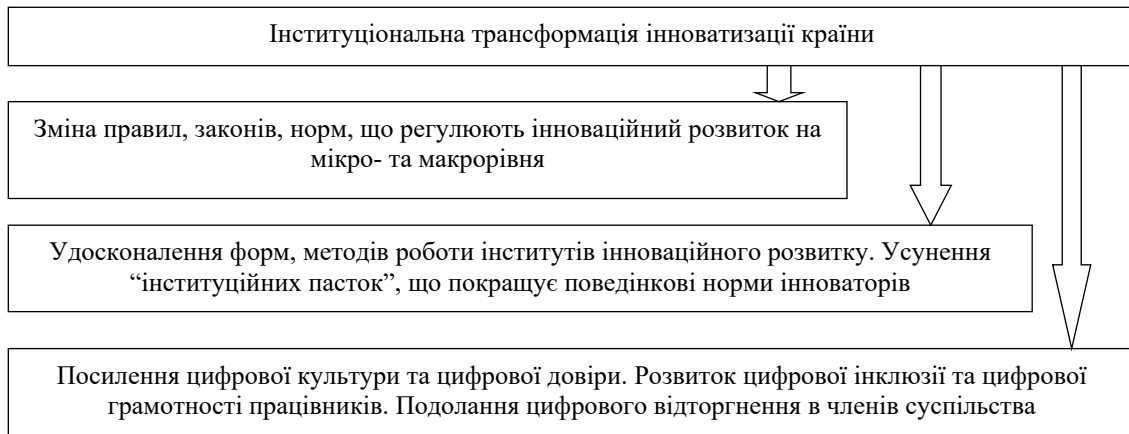 Інституціональна трансформація інноватизації країни
Зміна правил, законів, норм, що регулюють інноваційний розвиток на
мікро- та макрорівня
Удосконалення форм, методів роботи інститутів інноваційного розвитку. Усунення
“інституційних пасток”, що покращує поведінкові норми інноваторів
Посилення цифрової культури та цифрової довіри. Розвиток цифрової інклюзії та цифрової
грамотності працівників. Подолання цифрового відторгнення в членів суспільства